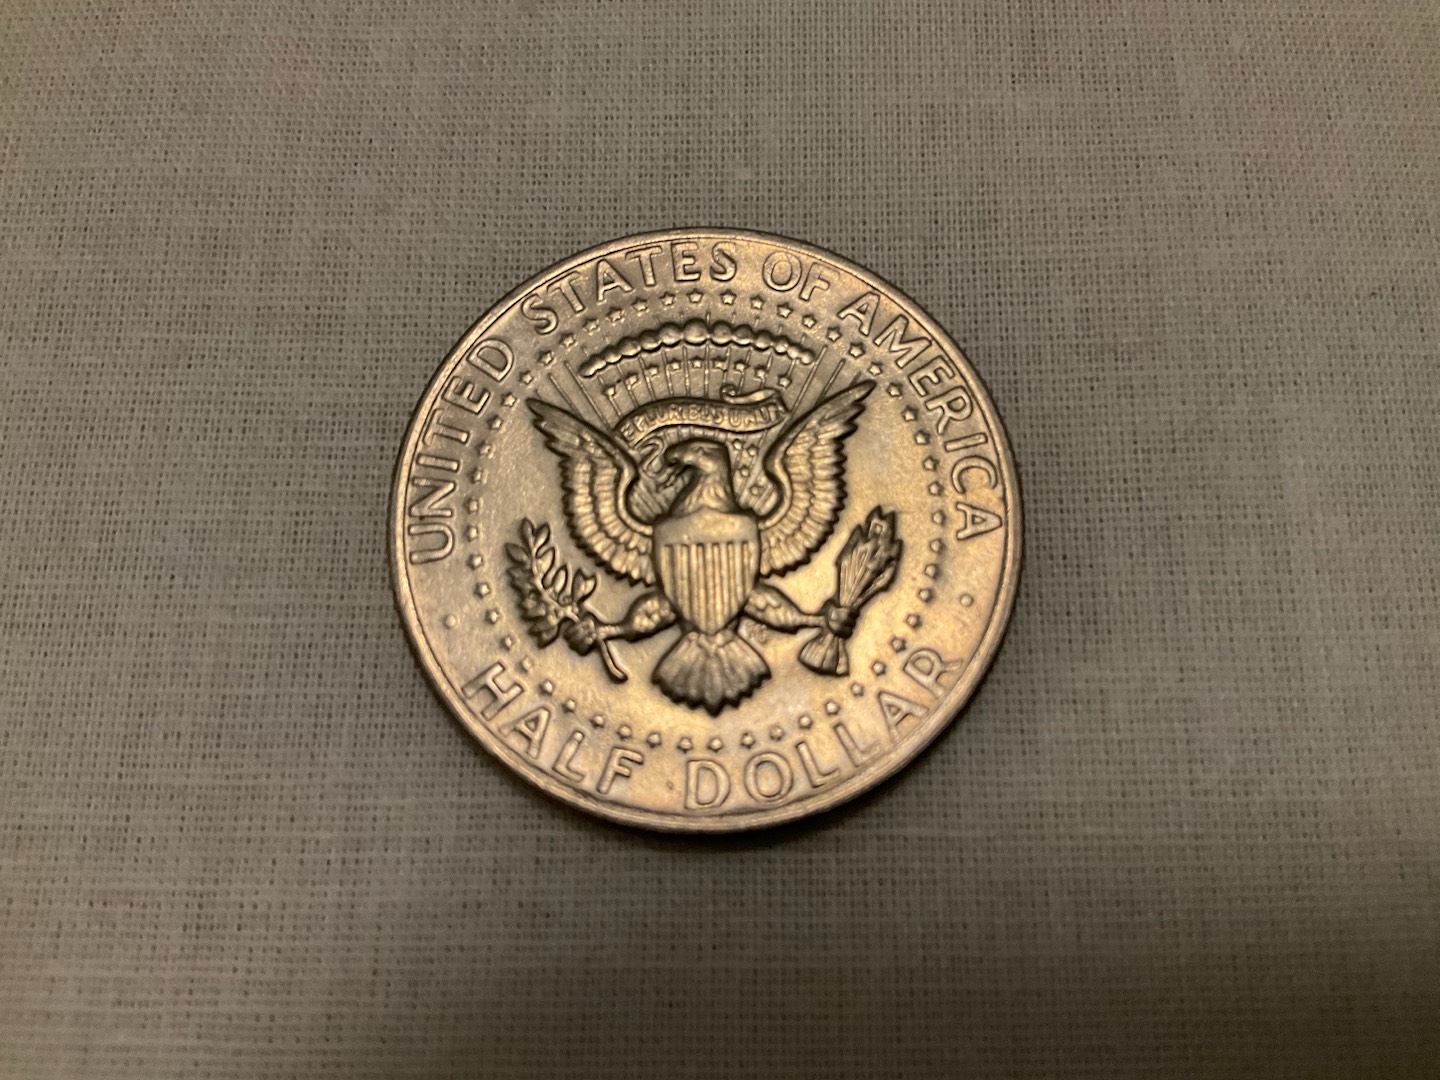 UNITED STATES OF AMERICA
E PLURIBUS UNUM
· HALF DOLLAR ·